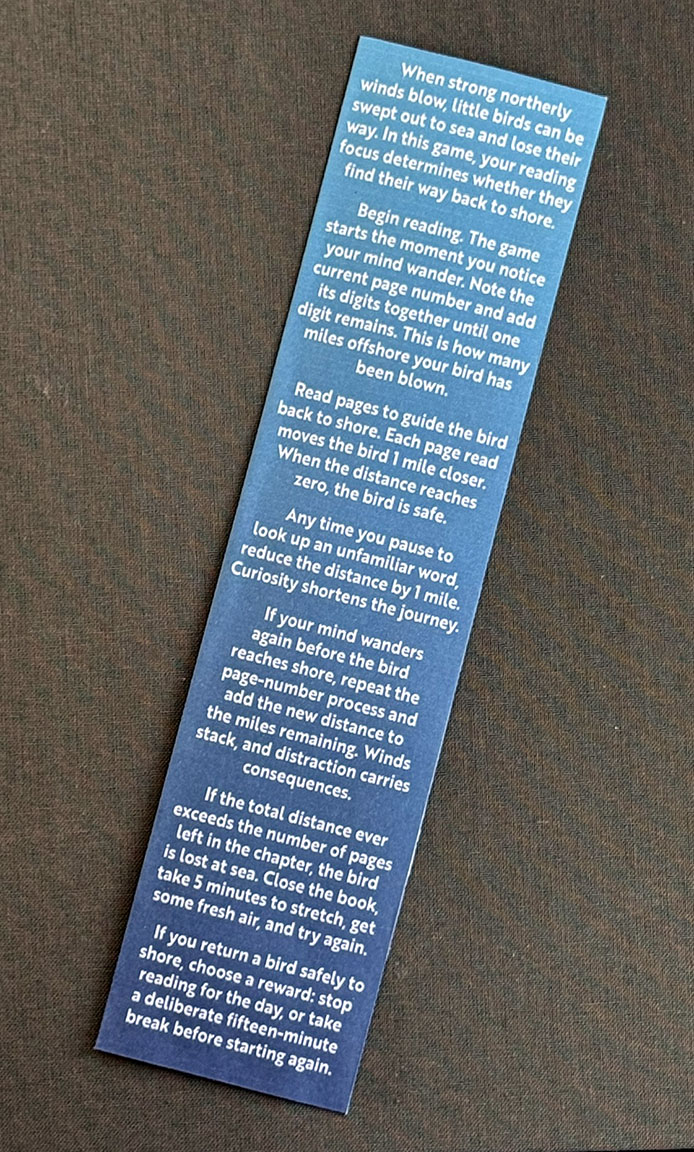 When strong northerly
winds blow, little birds can be
swept out to sea and lose their
way. In this game, your reading
focus determines whether they
find their way back to shore.
Begin reading. The game
starts the moment you notice
your mind wander. Note the
current page number and add
its digits together until one
digit remains. This is how many
miles offshore your bird has
been blown.
Read pages to guide the bird
back to shore. Each page read
moves the bird 1 mile closer.
When the distance reaches
zero, the bird is safe.
Any time you pause to
look up an unfamiliar word,
reduce the distance by 1 mile.
Curiosity shortens the journey.
If your mind wanders
again before the bird
reaches shore, repeat the
page-number process and
add the new distance to
the miles remaining. Winds
stack, and distraction carries
consequences.
If the total distance ever
exceeds the number of pages
left in the chapter, the bird
is lost at sea. Close the book,
take 5 minutes to stretch, get
some fresh air, and try again.
If you return a bird safely to
shore, choose a reward: stop
reading for the day, or take
a deliberate fifteen-minute
break before starting again.